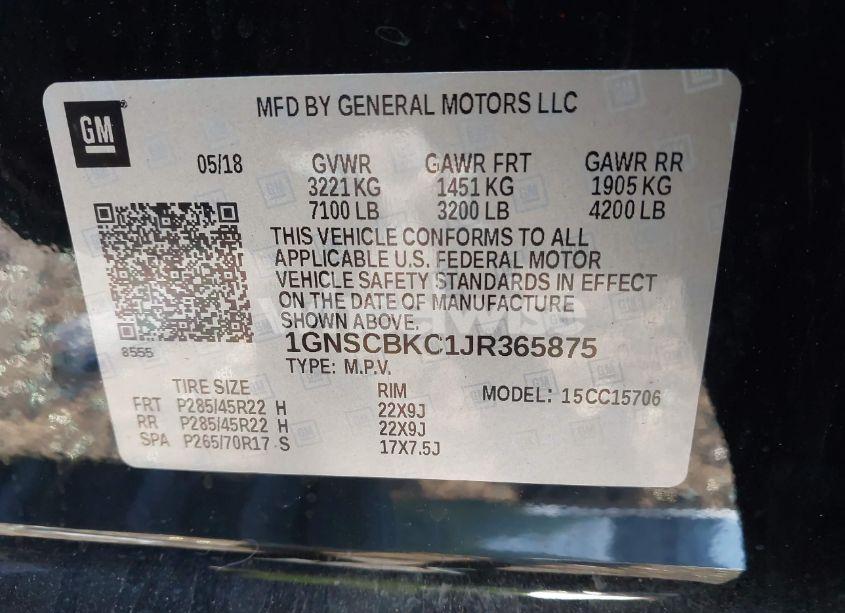 GM
MFD BY GENERAL MOTORS LLC
05/18 GVWR GAWR FRT GAWR RR
3221 KG 1451 KG 1905 KG
7100 LB 3200 LB 4200 LB
THIS VEHICLE CONFORMS TO ALL
APPLICABLE U.S. FEDERAL MOTOR
VEHICLE SAFETY STANDARDS IN EFFECT
ON THE DATE OF MANUFACTURE
SHOWN ABOVE.
8555
1GNSCBKC1JR365875
TYPE: M.P.V.
TIRE SIZE RIM MODEL: 15CC15706
FRT P285/45R22 H 22X9J
RR P285/45R22 H 22X9J
SPA P265/70R17 S 17X7.5J